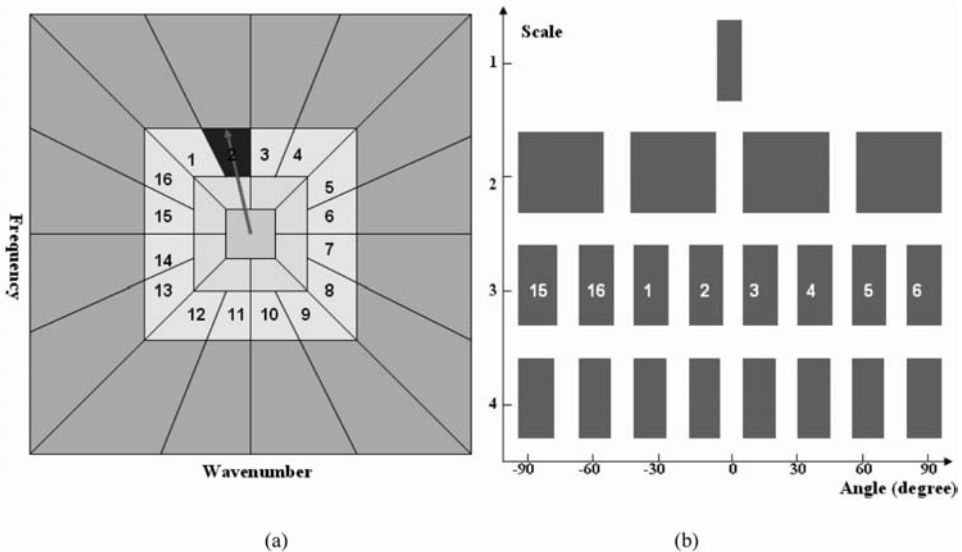 1 2 3 4
16 5
15 6
14 7
13 8
12 11 10 9
Frequency
Wavenumber
(a)
Scale
1
2
3
15 16 1 2 3 4 5 6
4
-90 -60 -30 0 30 60 90
Angle (degree)
(b)